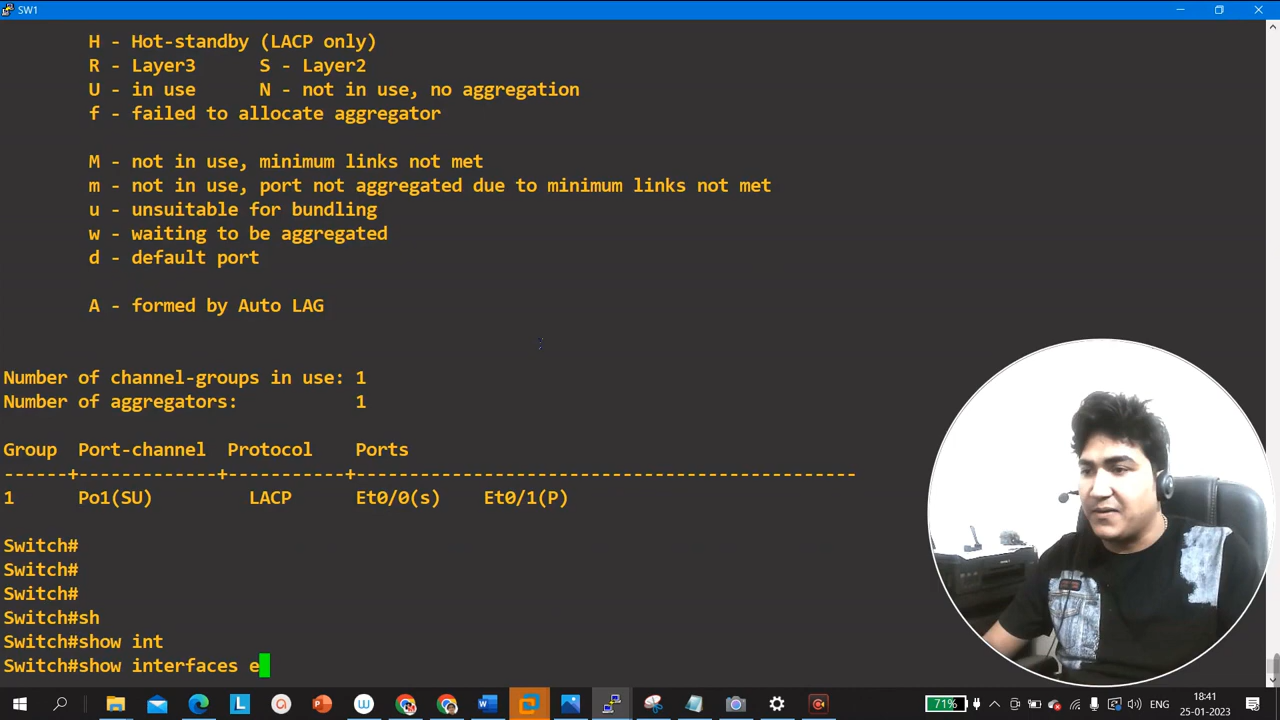 SW1
H - Hot-standby (LACP only)
R - Layer3 S - Layer2
U - in use N - not in use, no aggregation
f - failed to allocate aggregator
M - not in use, minimum links not met
m - not in use, port not aggregated due to minimum links not met
u - unsuitable for bundling
w - waiting to be aggregated
d - default port
A - formed by Auto LAG
Number of channel-groups in use: 1
Number of aggregators: 1
Group Port-channel Protocol Ports
------+-------------+-----------+-----------------------------------------------
1 Po1(SU) LACP Et0/0(s) Et0/1(P)
Switch#
Switch#
Switch#
Switch#sh
Switch#show int
Switch#show interfaces e
71% ENG 18:41
25-01-2023